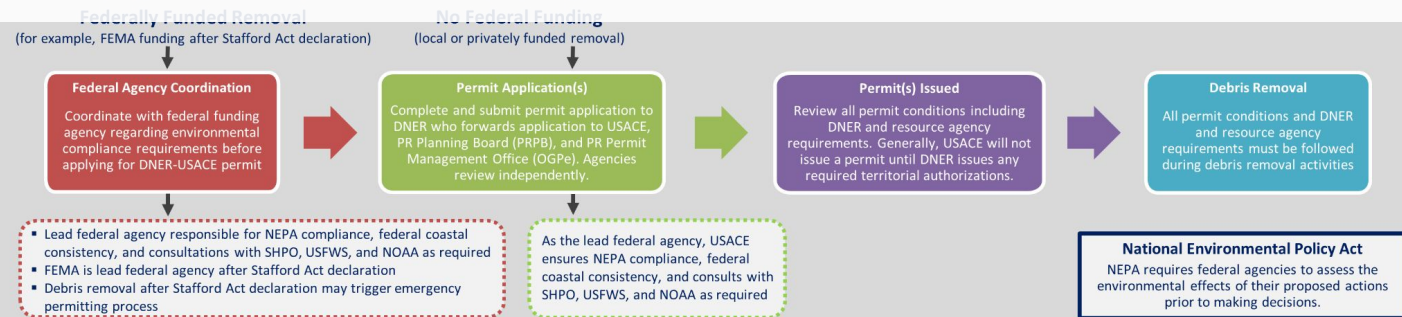 Federally Funded Removal
(for example, FEMA funding after Stafford Act declaration)
No Federal Funding
(local or privately funded removal)
Federal Agency Coordination
Coordinate with federal funding
agency regarding environmental
compliance requirements before
applying for DNER-USACE permit
Permit Application(s)
Complete and submit permit application to
DNER who forwards application to USACE,
PR Planning Board (PRPB), and PR Permit
Management Office (OGPe). Agencies
review independently.
Permit(s) Issued
Review all permit conditions including
DNER and resource agency
requirements. Generally, USACE will not
issue a permit until DNER issues any
required territorial authorizations.
Debris Removal
All permit conditions and DNER
and resource agency
requirements must be followed
during debris removal activities
▪ Lead federal agency responsible for NEPA compliance, federal coastal
consistency, and consultations with SHPO, USFWS, and NOAA as required
▪ FEMA is lead federal agency after Stafford Act declaration
▪ Debris removal after Stafford Act declaration may trigger emergency
permitting process
As the lead federal agency, USACE
ensures NEPA compliance, federal
coastal consistency, and consults with
SHPO, USFWS, and NOAA as required
National Environmental Policy Act
NEPA requires federal agencies to assess the
environmental effects of their proposed actions
prior to making decisions.